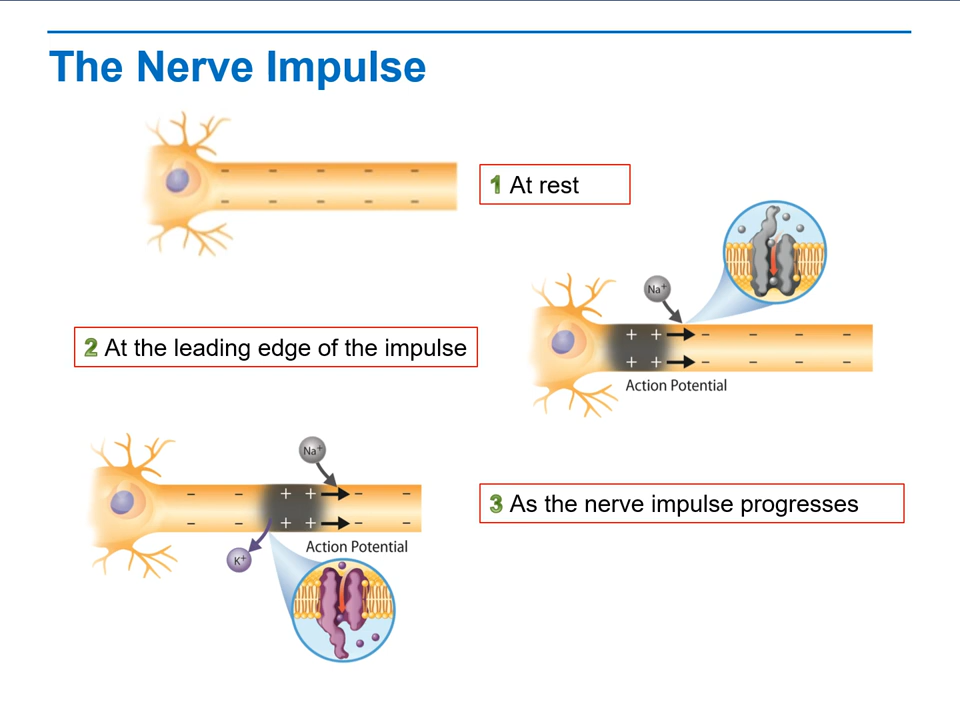 The Nerve Impulse
- - - - -
- - - - -
1 At rest
Na⁺
2 At the leading edge of the impulse
+ + - - - -
+ + - - - -
Action Potential
Na⁺
- - + + - -
- - + + - -
3 As the nerve impulse progresses
Action Potential
K⁺